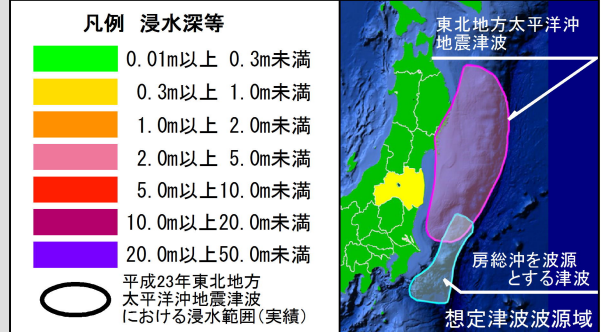 凡例 浸水深等
0.01m以上 0.3m未満
0.3m以上 1.0m未満
1.0m以上 2.0m未満
2.0m以上 5.0m未満
5.0m以上10.0m未満
10.0m以上20.0m未満
20.0m以上50.0m未満
平成23年東北地方
太平洋沖地震津波
における浸水範囲(実績)
東北地方太平洋沖
地震津波
房総沖を波源
とする津波
想定津波波源域